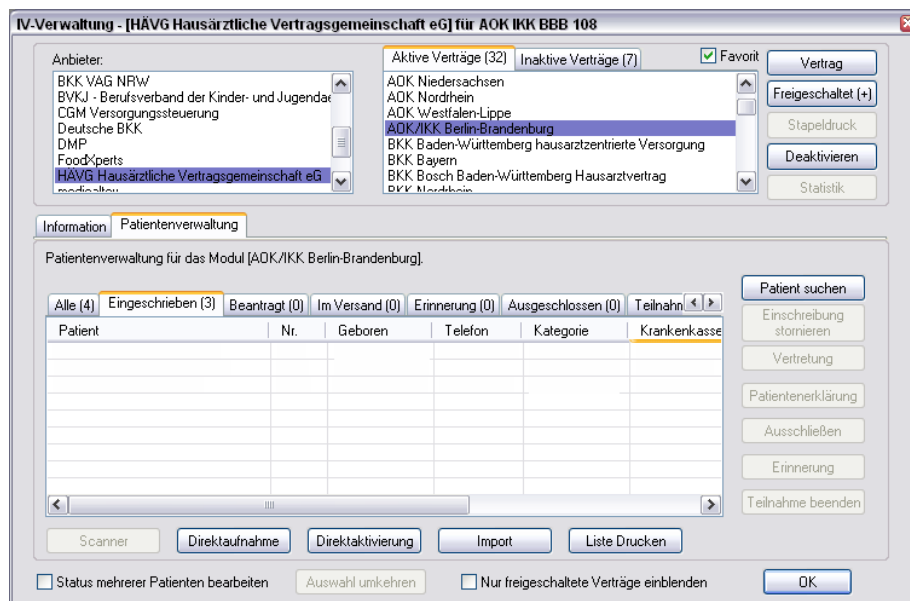 IV-Verwaltung - [HÄVG Hausärztliche Vertragsgemeinschaft eG] für AOK IKK BBB 108
Anbieter:
BKK VAG NRW
BVKJ - Berufsverband der Kinder- und Jugendae
CGM Versorgungssteuerung
Deutsche BKK
DMP
FoodXperts
HÄVG Hausärztliche Vertragsgemeinschaft eG
Aktive Verträge (32) Inaktive Verträge (7)
Favorit
AOK Niedersachsen
AOK Nordrhein
AOK Westfalen-Lippe
AOK/IKK Berlin-Brandenburg
BKK Baden-Württemberg hausarztzentrierte Versorgung
BKK Bayern
BKK Bosch Baden-Württemberg Hausarztvertrag
BKK Nordrhein
Vertrag
Freigeschaltet (+)
Stapeldruck
Deaktivieren
Statistik
Information Patientenverwaltung
Patientenverwaltung für das Modul [AOK/IKK Berlin-Brandenburg].
Alle (4) Eingeschrieben (3) Beantragt (0) Im Versand (0) Erinnerung (0) Ausgeschlossen (0) Teilnahm
Patient Nr. Geboren Telefon Kategorie Krankenkasse
Patient suchen
Einschreibung
stornieren
Vertretung
Patientenerklärung
Ausschließen
Erinnerung
Teilnahme beenden
Scanner Direktaufnahme Direktaktivierung Import Liste Drucken
Status mehrerer Patienten bearbeiten Auswahl umkehren Nur freigeschaltete Verträge einblenden OK